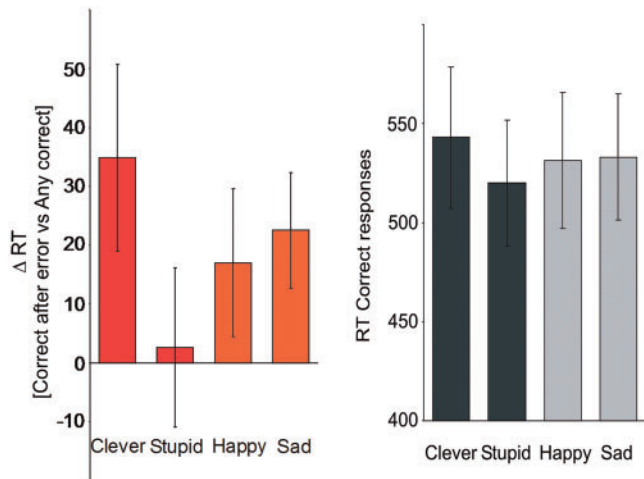 Δ RT
[Correct after error vs Any correct]
50
40
30
20
10
0
-10
Clever Stupid Happy Sad
RT Correct responses
550
500
450
400
Clever Stupid Happy Sad